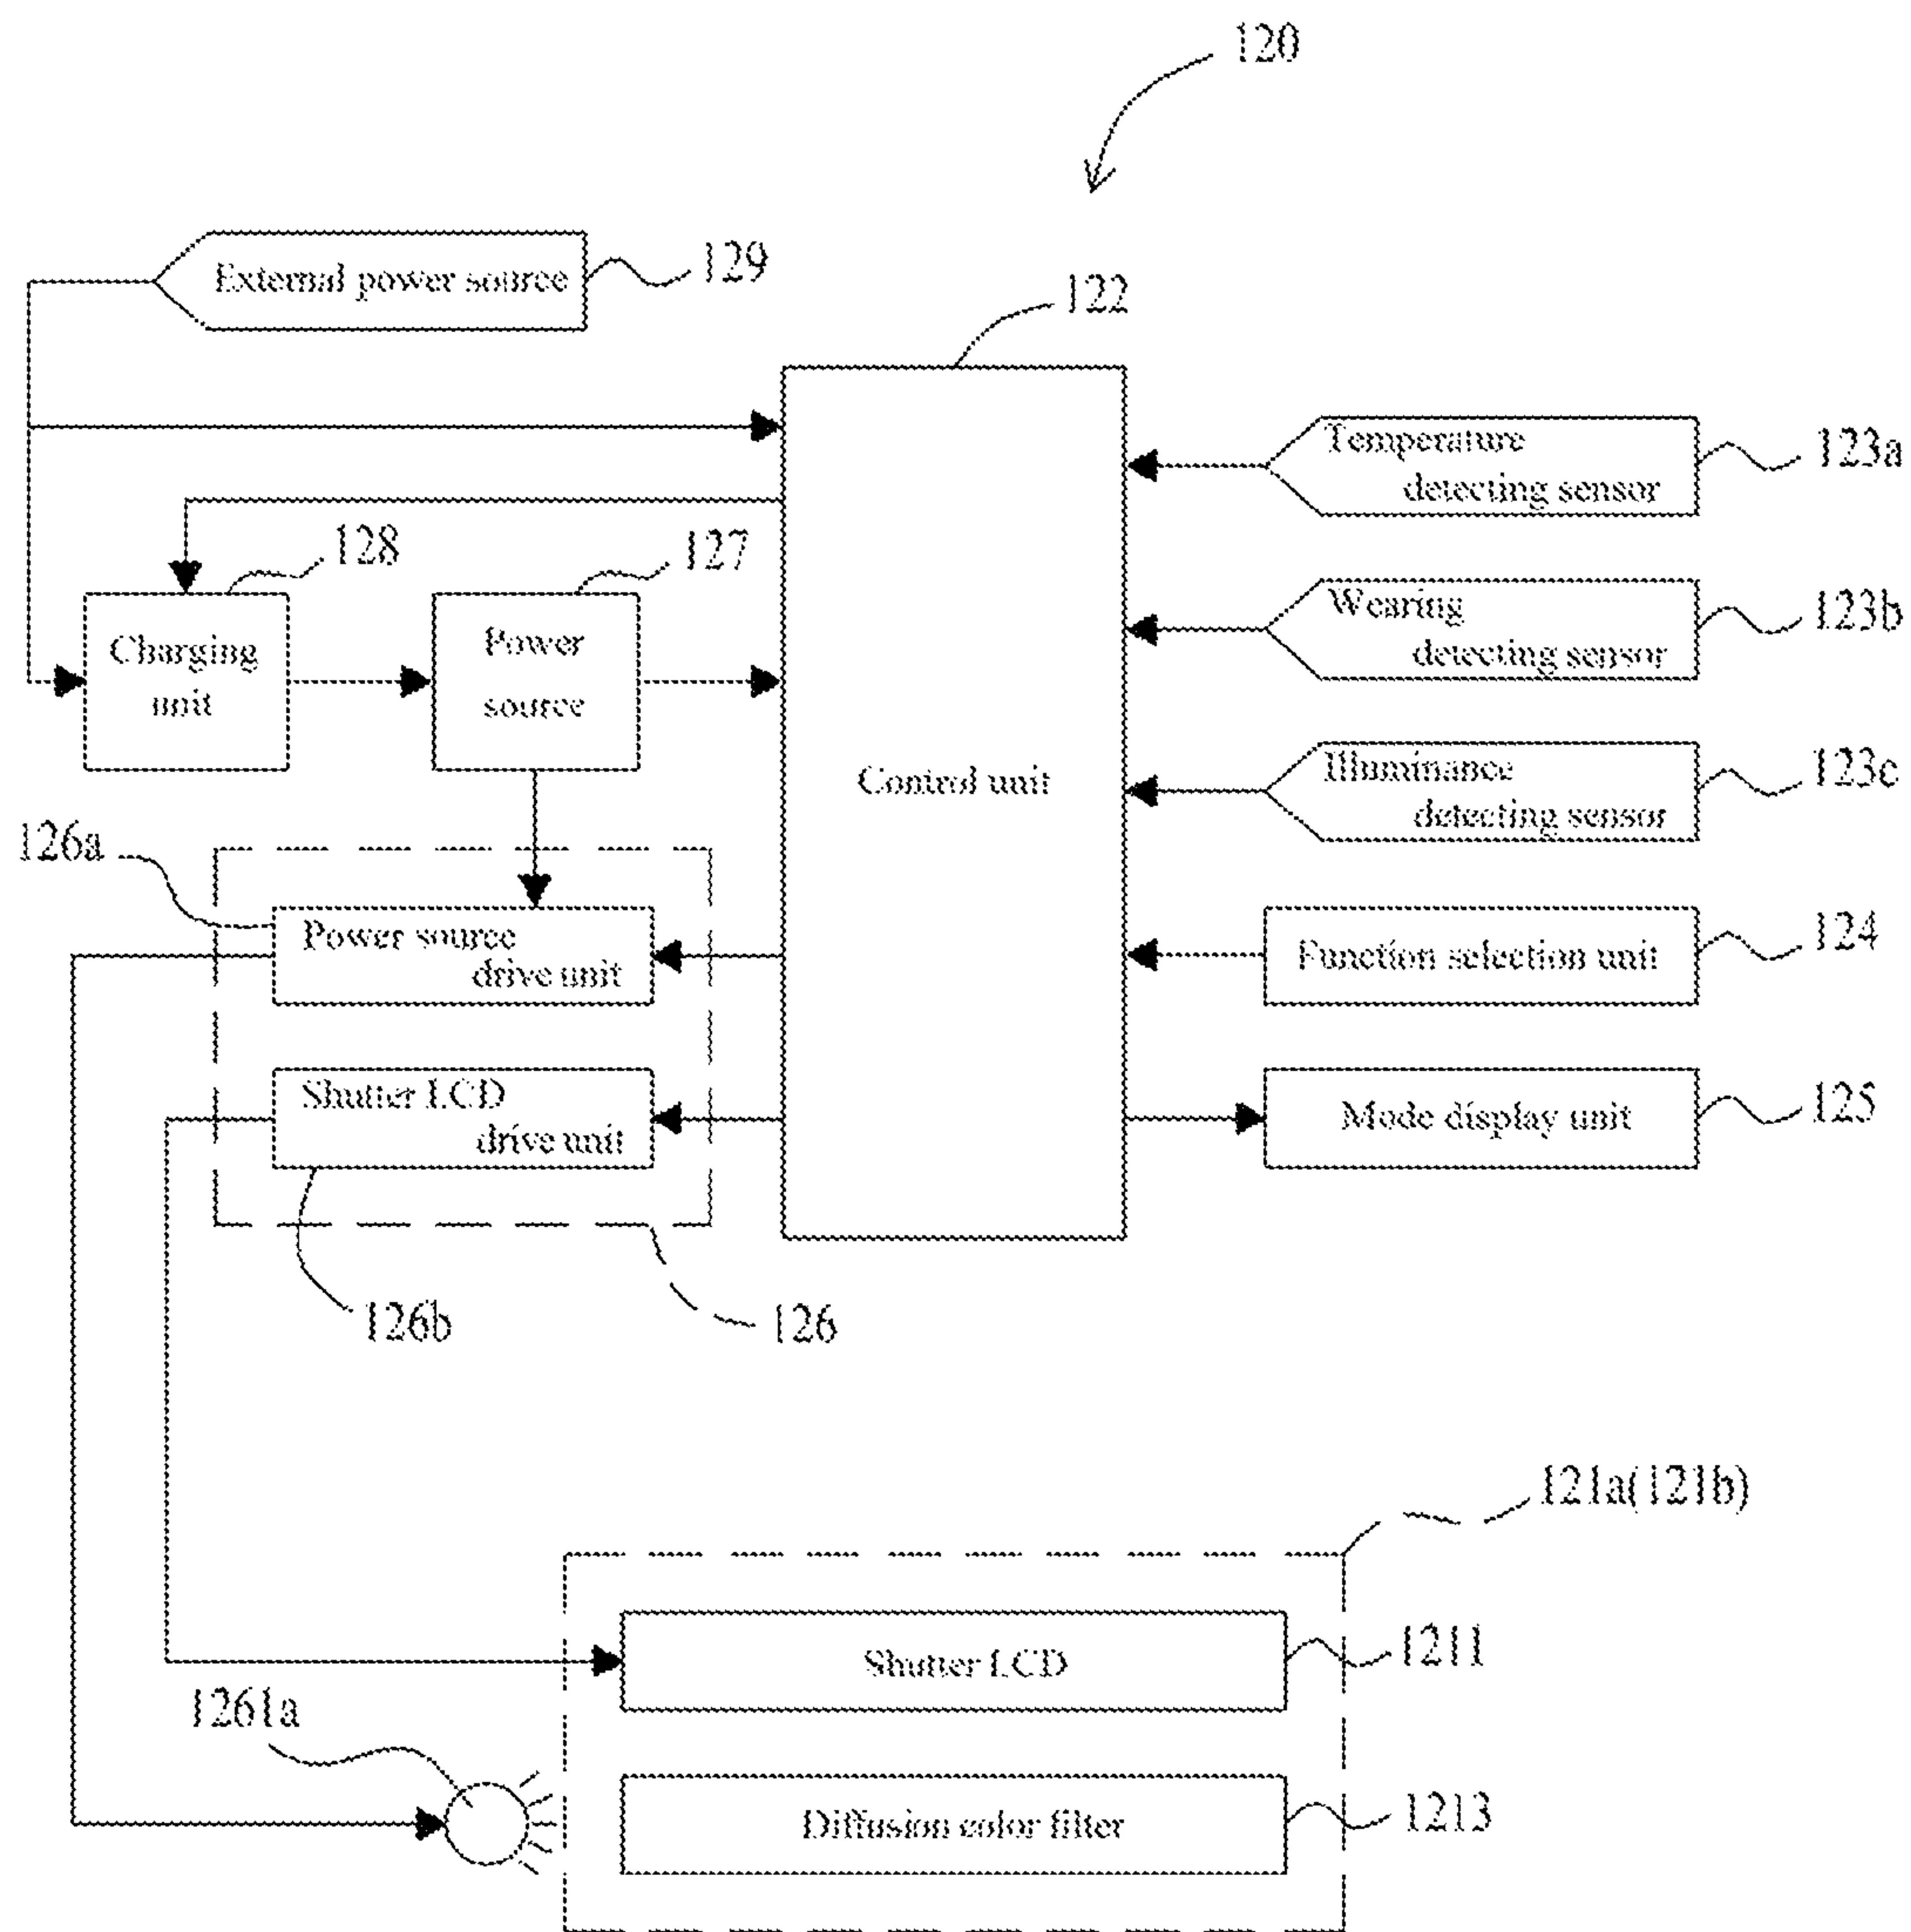 120
External power source
129
122
Temperature
detecting sensor
123a
128
127
Wearing
detecting sensor
123b
Charging
unit
Power
source
Control unit
Illuminance
detecting sensor
123c
126a
Power source
drive unit
Function selection unit
124
Shutter LCD
drive unit
Mode display unit
125
126b
126
121a(121b)
Shutter LCD
1211
1261a
Diffusion color filter
1213